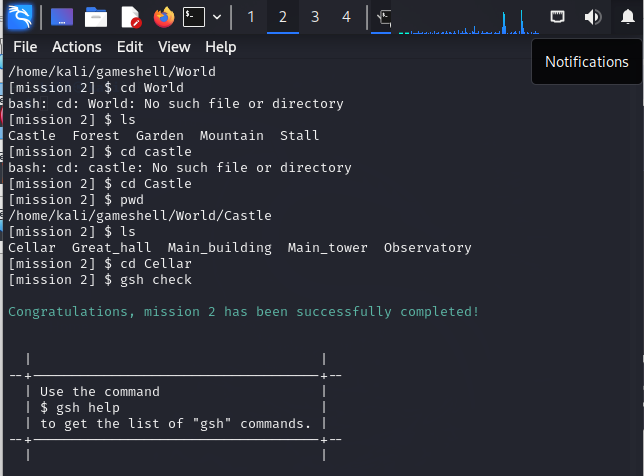 1 2 3 4
File Actions Edit View Help
Notifications
/home/kali/gameshell/World
[mission 2] $ cd World
bash: cd: World: No such file or directory
[mission 2] $ ls
Castle  Forest  Garden  Mountain  Stall
[mission 2] $ cd castle
bash: cd: castle: No such file or directory
[mission 2] $ cd Castle
[mission 2] $ pwd
/home/kali/gameshell/World/Castle
[mission 2] $ ls
Cellar  Great_hall  Main_building  Main_tower  Observatory
[mission 2] $ cd Cellar
[mission 2] $ gsh check
Congratulations, mission 2 has been successfully completed!
Use the command
$ gsh help
to get the list of "gsh" commands.